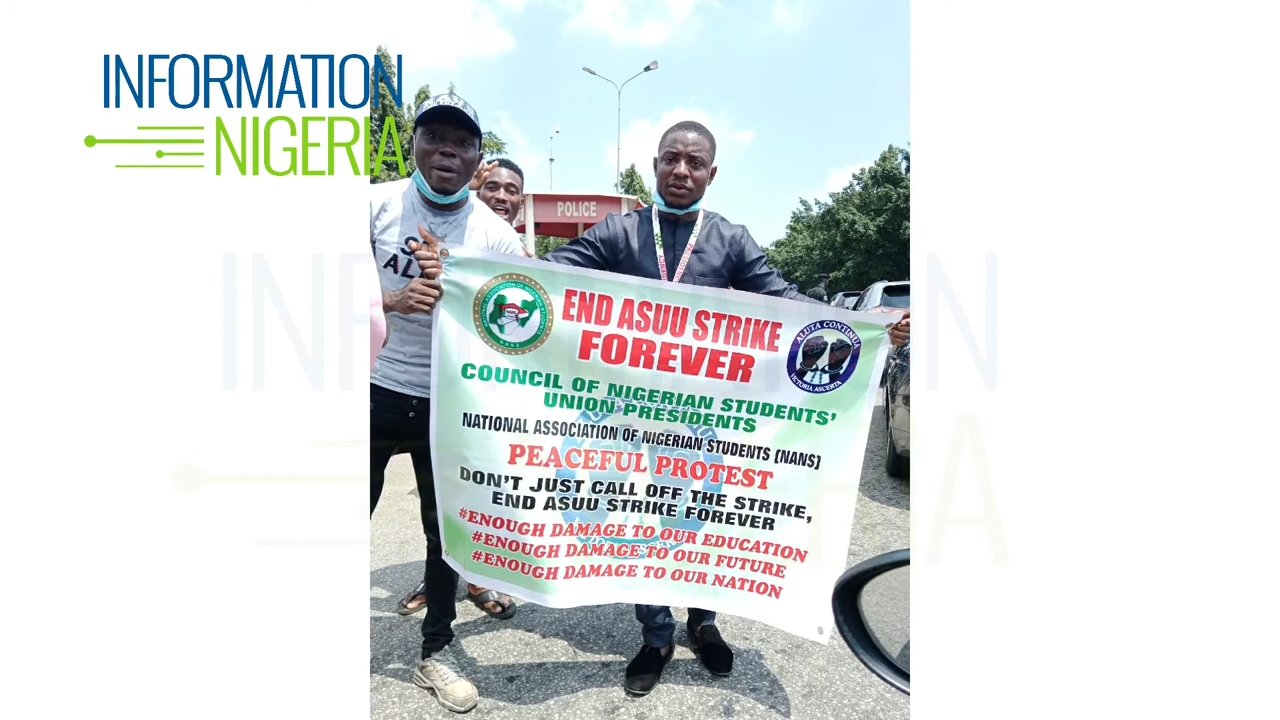 INFORMATION
NIGERIA
POLICE
END ASUU STRIKE
FOREVER
ALUTA CONTINUA
VICTORIA ASCERTA
NANS
COUNCIL OF NIGERIAN STUDENTS'
UNION PRESIDENTS
NATIONAL ASSOCIATION OF NIGERIAN STUDENTS (NANS)
PEACEFUL PROTEST
DON'T JUST CALL OFF THE STRIKE,
END ASUU STRIKE FOREVER
#ENOUGH DAMAGE TO OUR EDUCATION
#ENOUGH DAMAGE TO OUR FUTURE
#ENOUGH DAMAGE TO OUR NATION